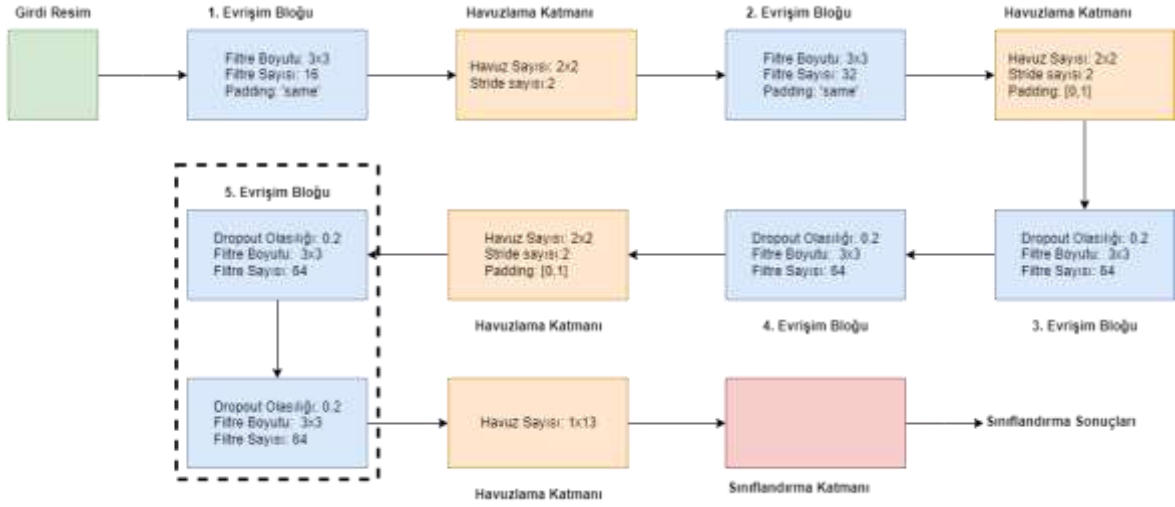 Girdi Resim
1. Evrişim Bloğu
Havuzlama Katmanı
2. Evrişim Bloğu
Havuzlama Katmanı
Filtre Boyutu: 3x3
Filtre Sayısı: 16
Padding: 'same'
Havuz Sayısı: 2x2
Stride sayısı:2
Filtre Boyutu: 3x3
Filtre Sayısı: 32
Padding: 'same'
Havuz Sayısı: 2x2
Stride sayısı:2
Padding: [0,1]
5. Evrişim Bloğu
Dropout Olasılığı: 0.2
Filtre Boyutu: 3x3
Filtre Sayısı: 64
Havuz Sayısı: 2x2
Stride sayısı:2
Padding: [0,1]
Dropout Olasılığı: 0.2
Filtre Boyutu: 3x3
Filtre Sayısı: 64
Dropout Olasılığı: 0.2
Filtre Boyutu: 3x3
Filtre Sayısı: 64
Havuzlama Katmanı
4. Evrişim Bloğu
3. Evrişim Bloğu
Dropout Olasılığı: 0.2
Filtre Boyutu: 3x3
Filtre Sayısı: 64
Havuz Sayısı: 1x13
Sınıflandırma Sonuçları
Havuzlama Katmanı
Sınıflandırma Katmanı